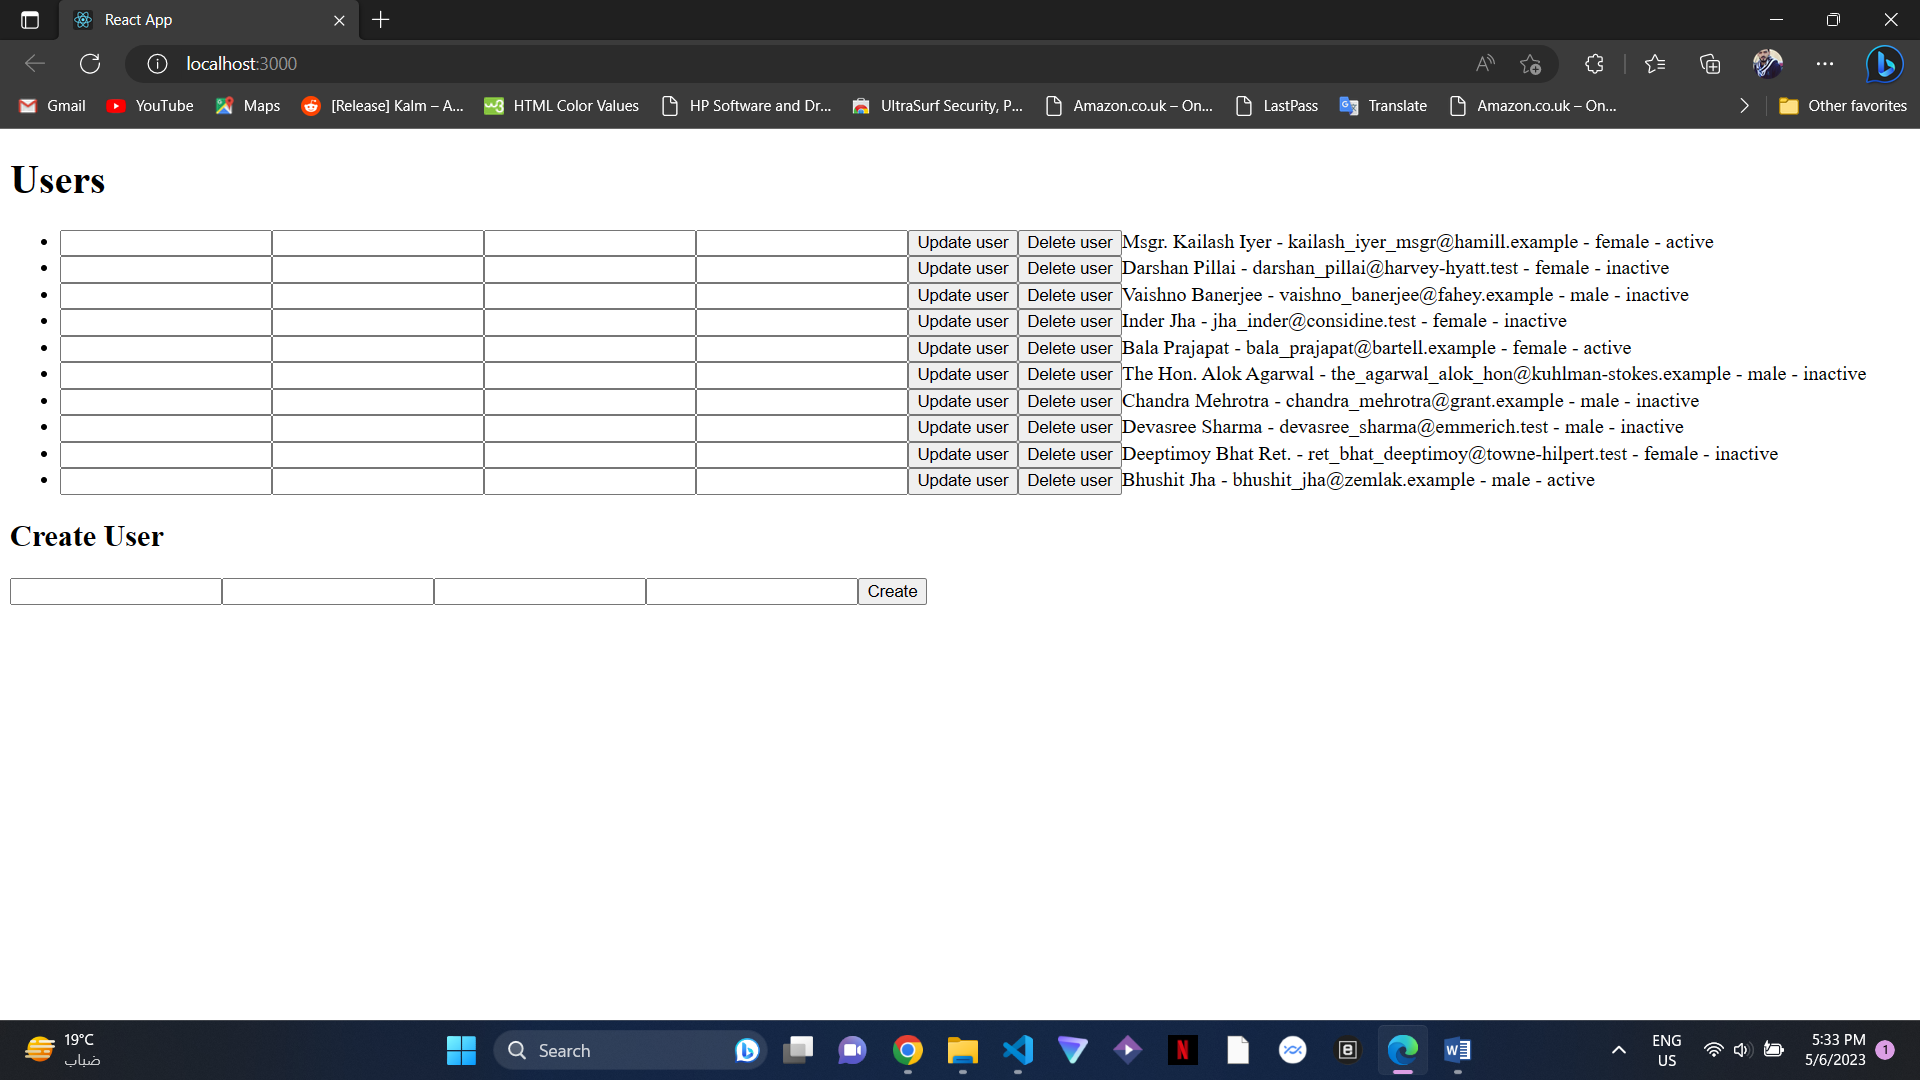 React App
localhost:3000
Gmail YouTube Maps [Release] Kalm – A... HTML Color Values HP Software and Dr... UltraSurf Security, P... Amazon.co.uk – On... LastPass Translate Amazon.co.uk – On... Other favorites
Users
Update user Delete user Msgr. Kailash Iyer - kailash_iyer_msgr@hamill.example - female - active
Update user Delete user Darshan Pillai - darshan_pillai@harvey-hyatt.test - female - inactive
Update user Delete user Vaishno Banerjee - vaishno_banerjee@fahey.example - male - inactive
Update user Delete user Inder Jha - jha_inder@considine.test - female - inactive
Update user Delete user Bala Prajapat - bala_prajapat@bartell.example - female - active
Update user Delete user The Hon. Alok Agarwal - the_agarwal_alok_hon@kuhlman-stokes.example - male - inactive
Update user Delete user Chandra Mehrotra - chandra_mehrotra@grant.example - male - inactive
Update user Delete user Devasree Sharma - devasree_sharma@emmerich.test - male - inactive
Update user Delete user Deeptimoy Bhat Ret. - ret_bhat_deeptimoy@towne-hilpert.test - female - inactive
Update user Delete user Bhushit Jha - bhushit_jha@zemlak.example - male - active
Create User
Create
19°C
ضباب
Search
ENG
US
5:33 PM
5/6/2023
1